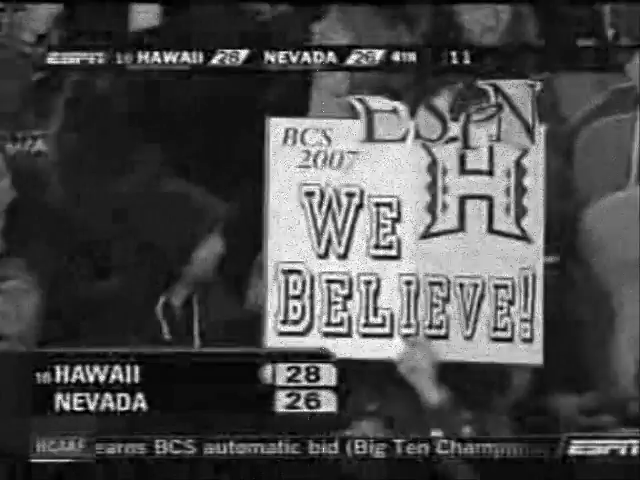 ESPN 16 HAWAII 28 NEVADA 26 4TH :11
ESPN
BCS
2007
H
WE
BELIEVE!
16 HAWAII 28
NEVADA 26
NCAAF earns BCS automatic bid (Big Ten Champion ESPN